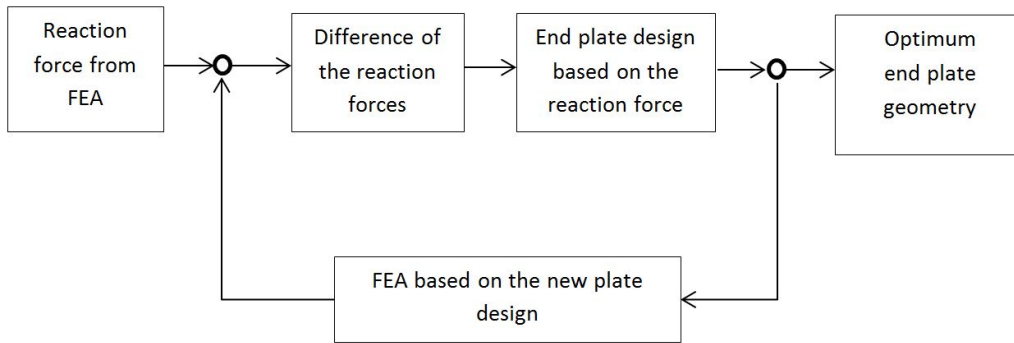 Reaction
force from
FEA
Difference of
the reaction
forces
End plate design
based on the
reaction force
Optimum
end plate
geometry
FEA based on the new plate
design